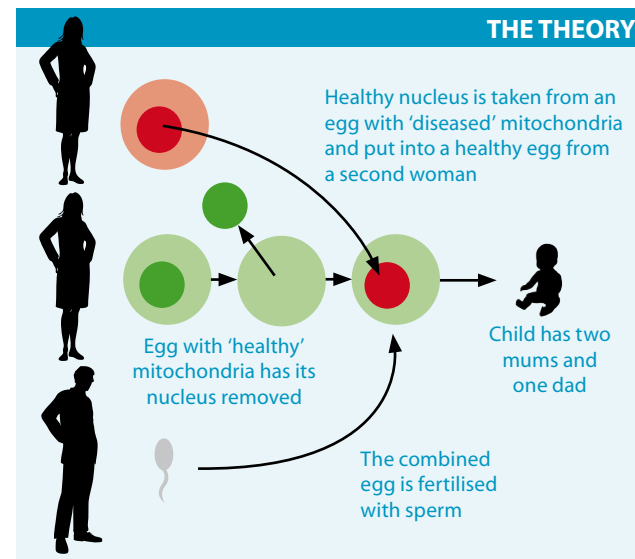 THE THEORY
Healthy nucleus is taken from an
egg with ‘diseased’ mitochondria
and put into a healthy egg from
a second woman
Egg with ‘healthy’
mitochondria has its
nucleus removed
Child has two
mums and
one dad
The combined
egg is fertilised
with sperm